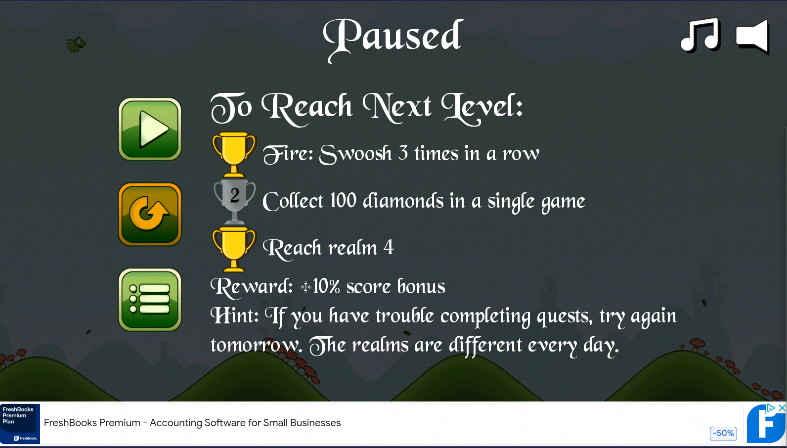 Paused
To Reach Next Level:
Fire: Swoosh 3 times in a row
2
Collect 100 diamonds in a single game
Reach realm 4
Reward: +10% score bonus
Hint: If you have trouble completing quests, try again
tomorrow. The realms are different every day.
FreshBooks
Premium
Plan
FreshBooks
FreshBooks Premium - Accounting Software for Small Businesses
-50%
F